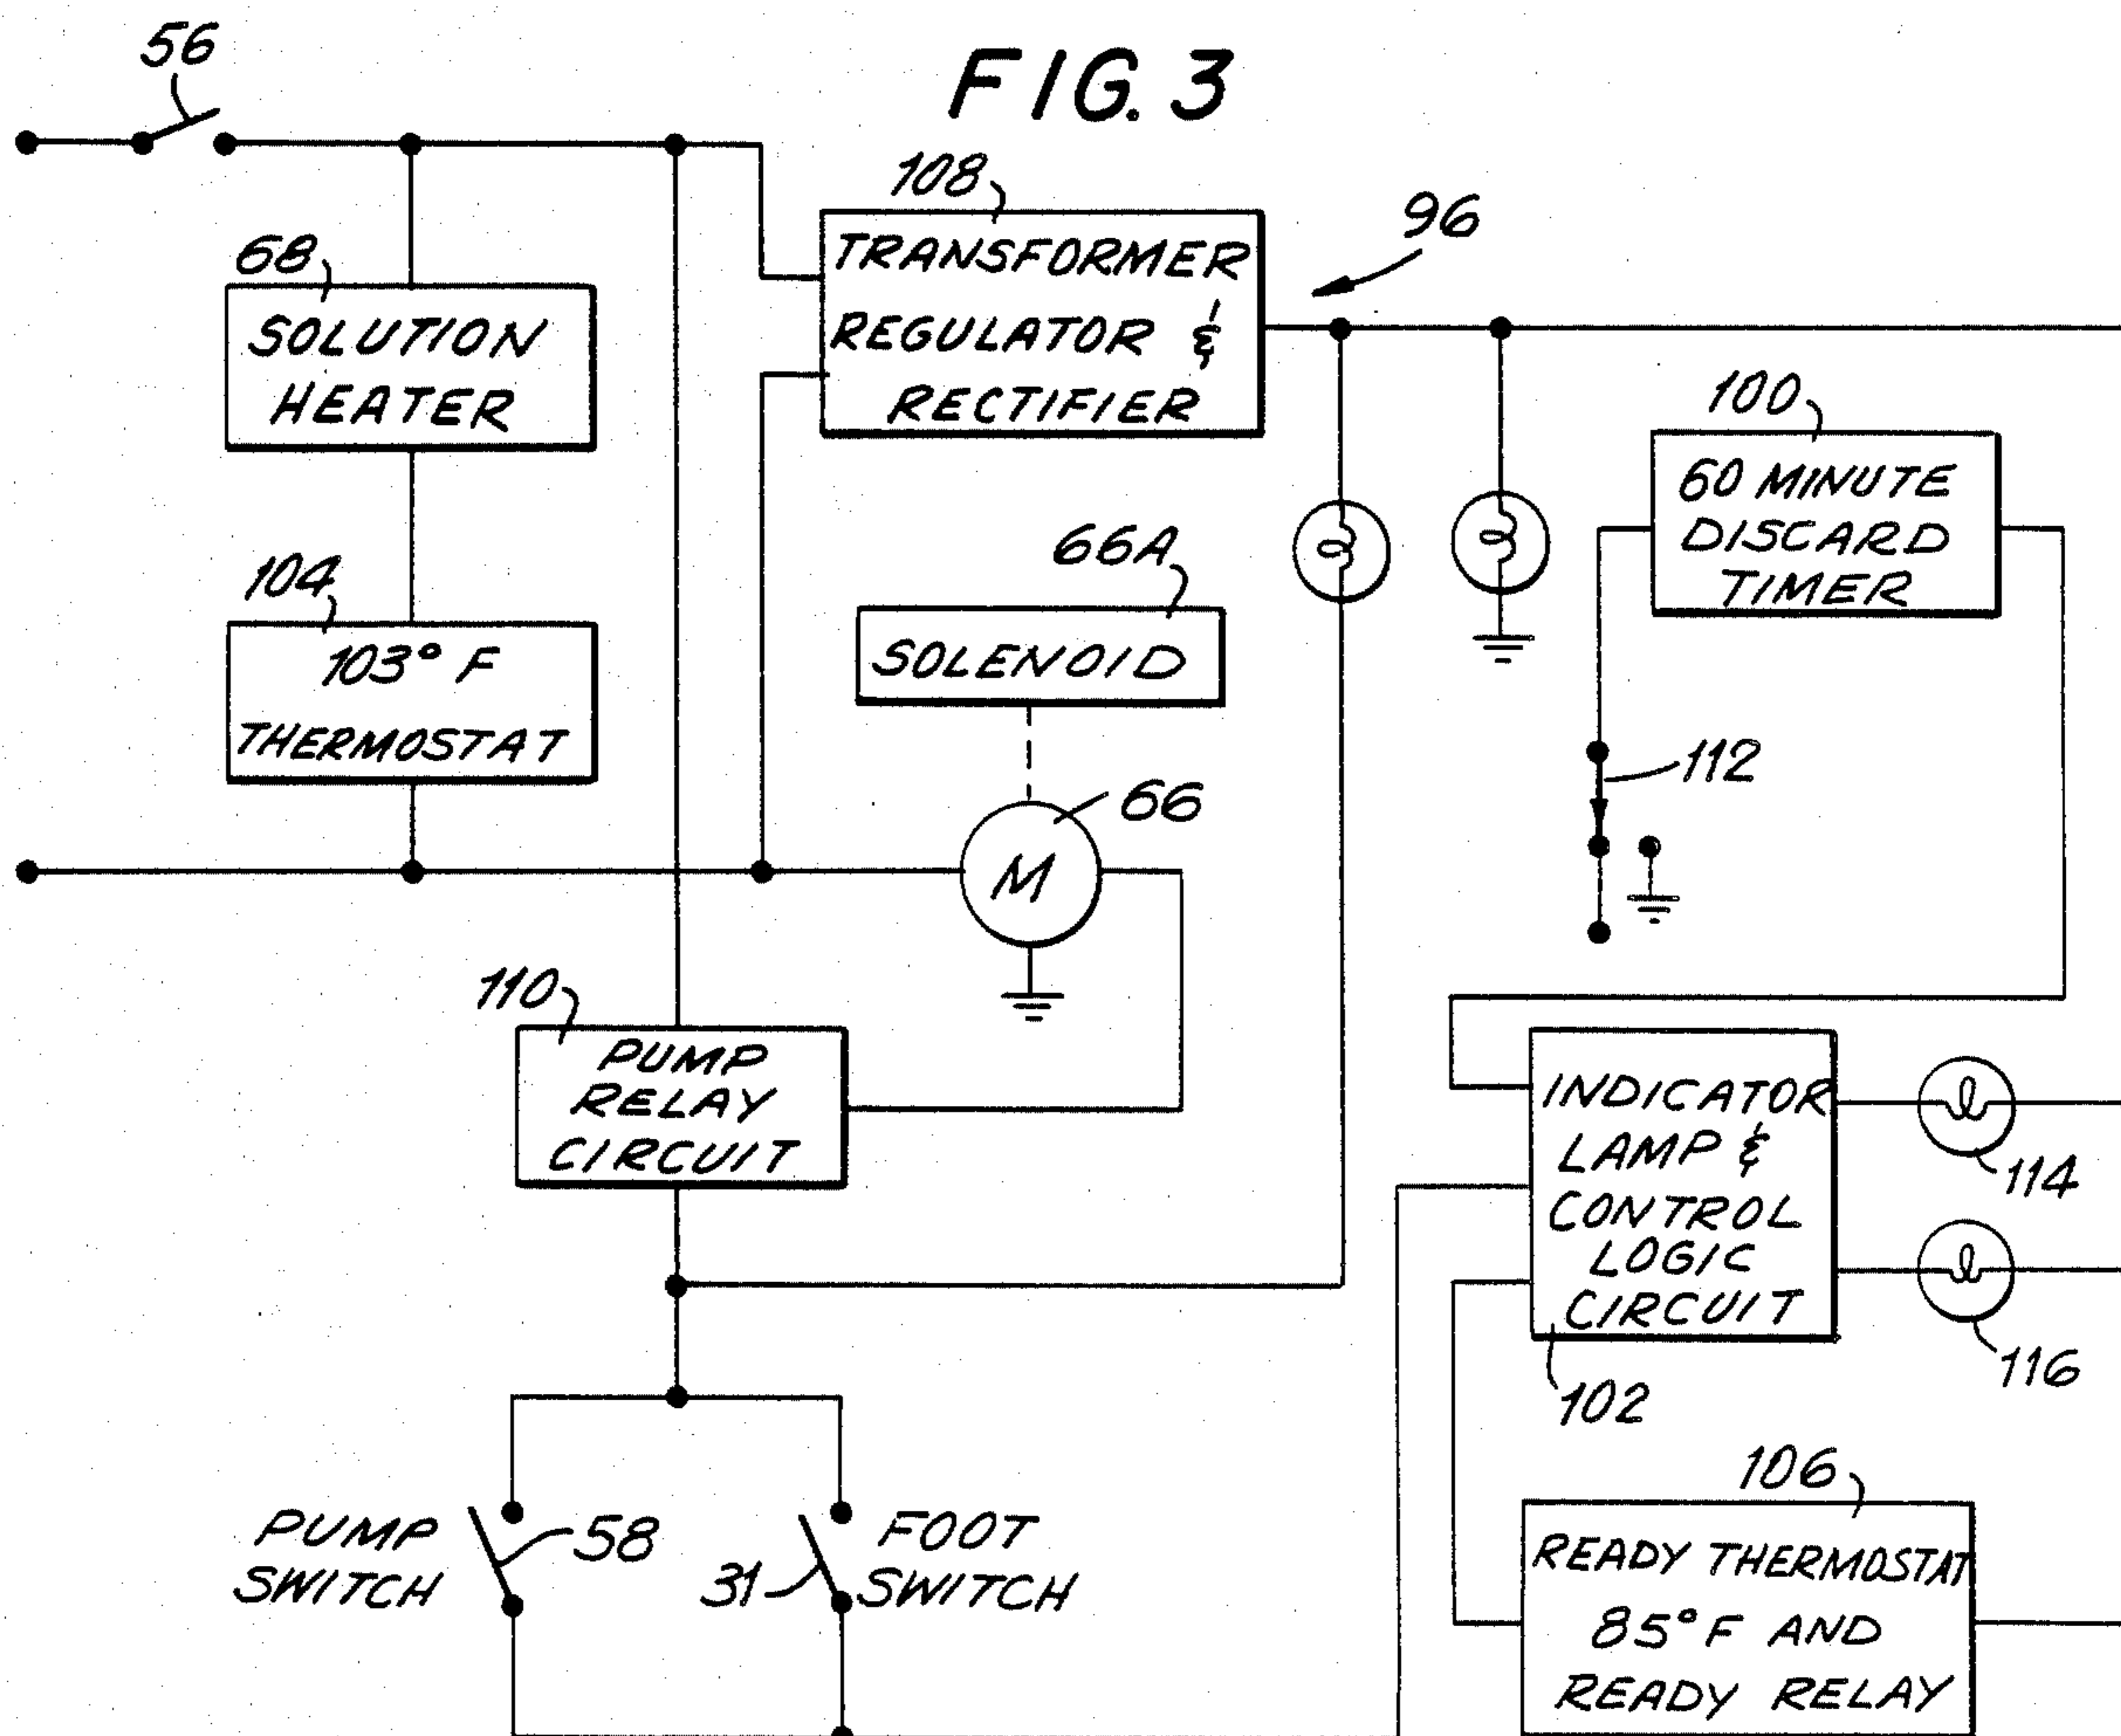 FIG. 3
56
108
96
68
TRANSFORMER
REGULATOR &
RECTIFIER
SOLUTION
HEATER
100
60 MINUTE
DISCARD
TIMER
66A
SOLENOID
104
103° F
THERMOSTAT
112
66
M
110
PUMP
RELAY
CIRCUIT
INDICATOR
LAMP &
CONTROL
LOGIC
CIRCUIT
114
116
102
106
PUMP
SWITCH
58
31
FOOT
SWITCH
READY THERMOSTAT
85°F AND
READY RELAY